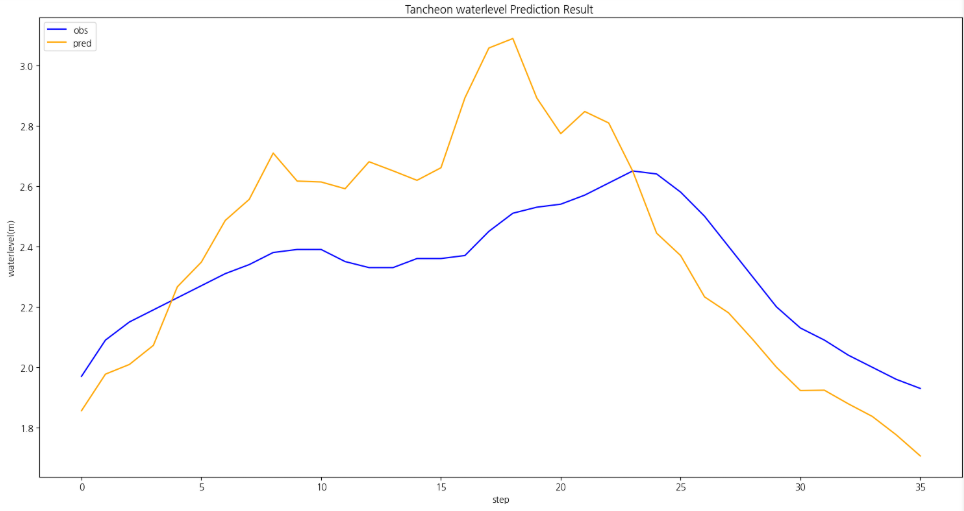 Tancheon waterlevel Prediction Result
obs
pred
3.0
2.8
2.6
2.4
2.2
2.0
1.8
waterlevel(m)
0 5 10 15 20 25 30 35
step